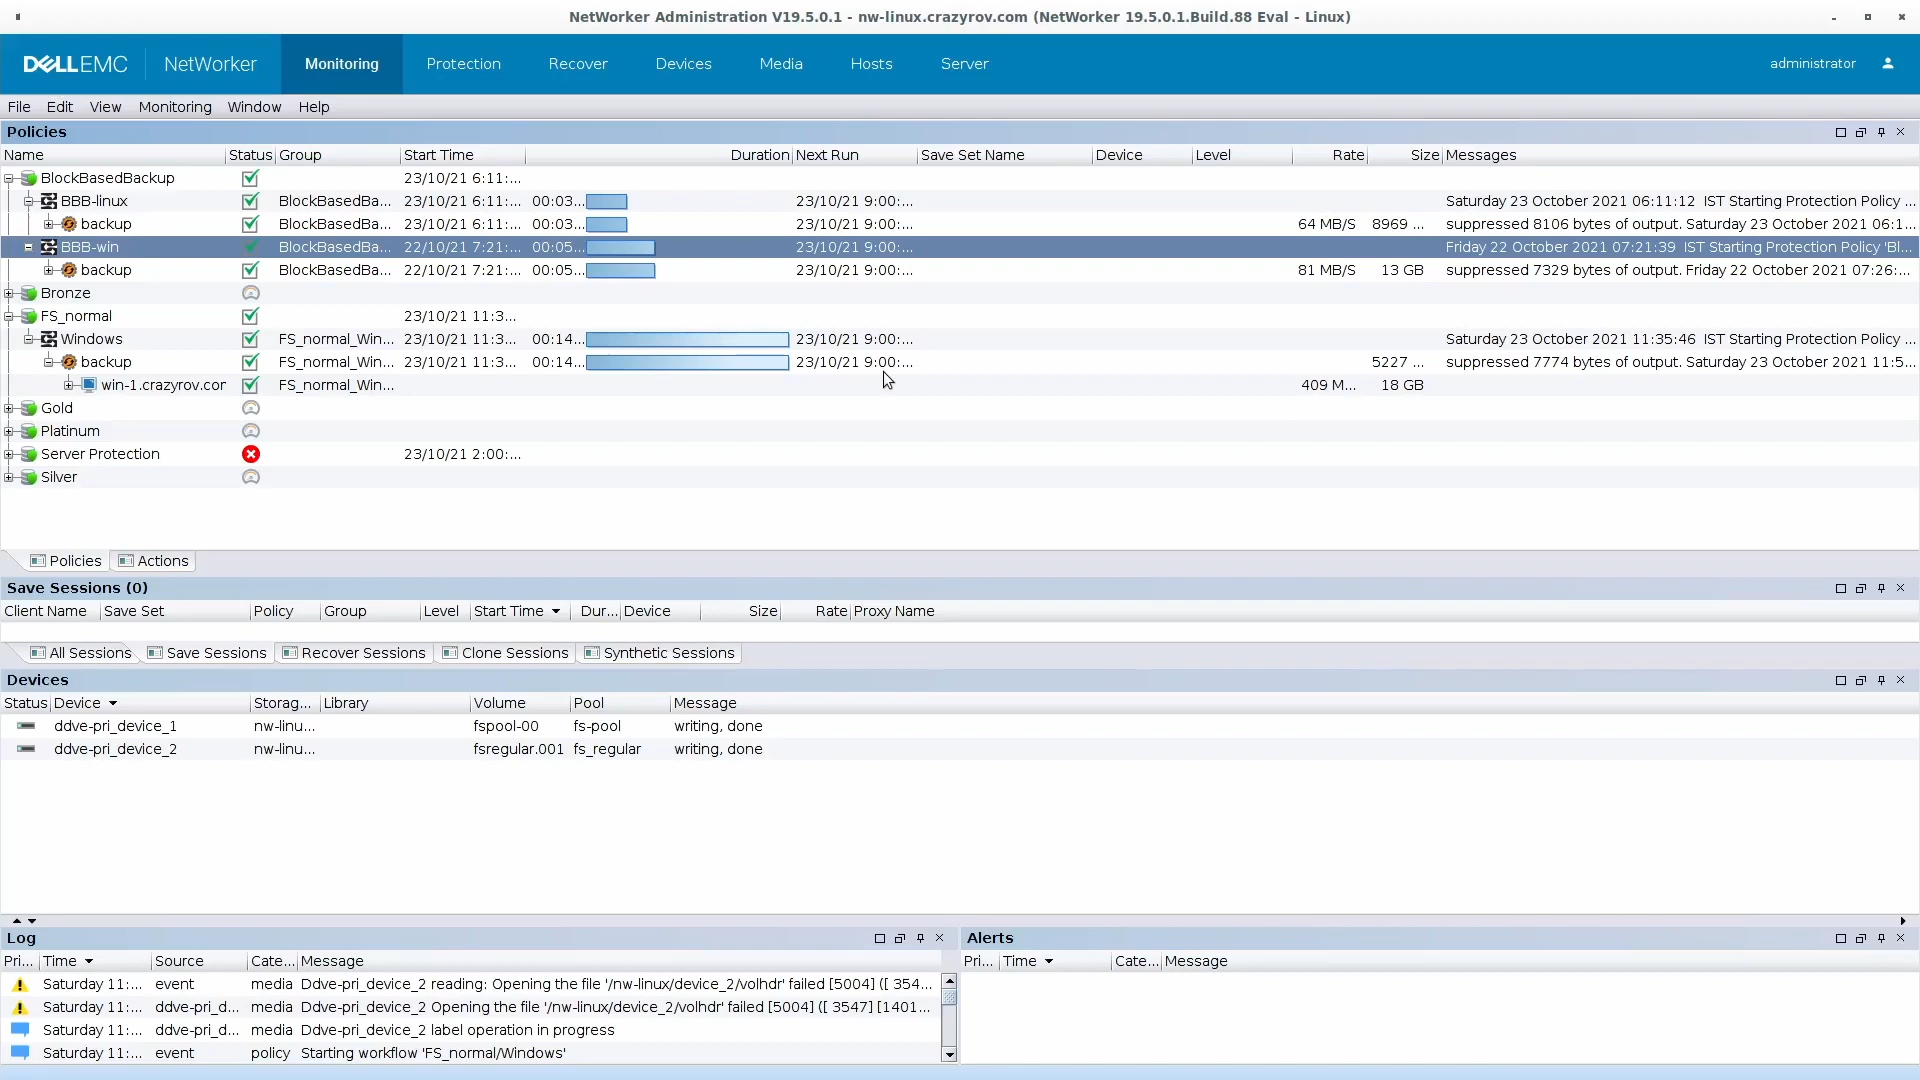 NetWorker Administration V19.5.0.1 - nw-linux.crazyrov.com (NetWorker 19.5.0.1.Build.88 Eval - Linux)
DELLEMC NetWorker Monitoring Protection Recover Devices Media Hosts Server administrator
File Edit View Monitoring Window Help
Policies
Name Status Group Start Time Duration Next Run Save Set Name Device Level Rate Size Messages
BlockBasedBackup 23/10/21 6:11:...
BBB-linux BlockBasedBa... 23/10/21 6:11:... 00:03... 23/10/21 9:00:... Saturday 23 October 2021 06:11:12 IST Starting Protection Policy ...
backup BlockBasedBa... 23/10/21 6:11:... 00:03... 23/10/21 9:00:... 64 MB/S 8969 ... suppressed 8106 bytes of output. Saturday 23 October 2021 06:1...
BBB-win BlockBasedBa... 22/10/21 7:21:... 00:05... 23/10/21 9:00:... Friday 22 October 2021 07:21:39 IST Starting Protection Policy 'Bl...
backup BlockBasedBa... 22/10/21 7:21:... 00:05... 23/10/21 9:00:... 81 MB/S 13 GB suppressed 7329 bytes of output. Friday 22 October 2021 07:26:...
Bronze
FS_normal 23/10/21 11:3...
Windows FS_normal_Win... 23/10/21 11:3... 00:14... 23/10/21 9:00:... Saturday 23 October 2021 11:35:46 IST Starting Protection Policy ...
backup FS_normal_Win... 23/10/21 11:3... 00:14... 23/10/21 9:00:... 5227 ... suppressed 7774 bytes of output. Saturday 23 October 2021 11:5...
win-1.crazyrov.cor FS_normal_Win... 409 M... 18 GB
Gold
Platinum
Server Protection 23/10/21 2:00:...
Silver
Policies Actions
Save Sessions (0)
Client Name Save Set Policy Group Level Start Time Dur... Device Size Rate Proxy Name
All Sessions Save Sessions Recover Sessions Clone Sessions Synthetic Sessions
Devices
Status Device Storag... Library Volume Pool Message
ddve-pri_device_1 nw-linu... fspool-00 fs-pool writing, done
ddve-pri_device_2 nw-linu... fsregular.001 fs_regular writing, done
Log
Pri... Time Source Cate... Message
Saturday 11:... event media Ddve-pri_device_2 reading: Opening the file '/nw-linux/device_2/volhdr' failed [5004] ([ 354...
Saturday 11:... ddve-pri_d... media Ddve-pri_device_2 Opening the file '/nw-linux/device_2/volhdr' failed [5004] ([ 3547] [1401...
Saturday 11:... ddve-pri_d... media Ddve-pri_device_2 label operation in progress
Saturday 11:... event policy Starting workflow 'FS_normal/Windows'
Alerts
Pri... Time Cate... Message